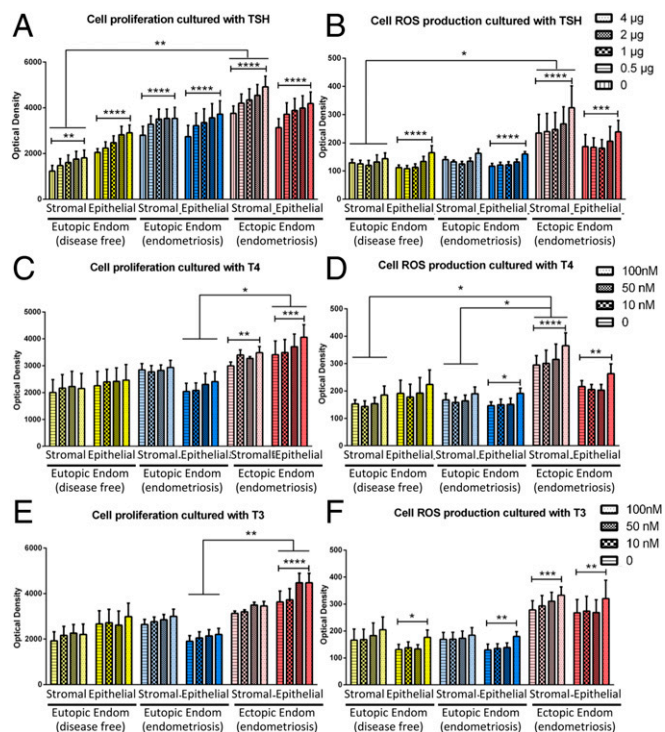 A
Cell proliferation cultured with TSH
Optical Density
6000
4000
2000
0
**
**
****
****
****
****
****
Stromal Epithelial
Stromal Epithelial
Stromal Epithelial
Eutopic Endom
(disease free)
Eutopic Endom
(endometriosis)
Ectopic Endom
(endometriosis)
B
Cell ROS production cultured with TSH
Optical Density
400
300
200
100
0
*
****
****
****
***
Stromal Epithelial
Stromal Epithelial
Stromal Epithelial
Eutopic Endom
(disease free)
Eutopic Endom
(endometriosis)
Ectopic Endom
(endometriosis)
4 µg
2 µg
1 µg
0.5 µg
0
C
Cell proliferation cultured with T4
Optical Density
5000
4000
3000
2000
1000
0
*
**
***
Stromal Epithelial
Stromal Epithelial
Stromal Epithelial
Eutopic Endom
(disease free)
Eutopic Endom
(endometriosis)
Ectopic Endom
(endometriosis)
D
Cell ROS production cultured with T4
Optical Density
500
400
300
200
100
0
*
*
****
*
**
Stromal Epithelial
Stromal Epithelial
Stromal Epithelial
Eutopic Endom
(disease free)
Eutopic Endom
(endometriosis)
Ectopic Endom
(endometriosis)
100nM
50 nM
10 nM
0
E
Cell proliferation cultured with T3
Optical Density
6000
4000
2000
0
**
****
Stromal Epithelial
Stromal Epithelial
Stromal Epithelial
Eutopic Endom
(disease free)
Eutopic Endom
(endometriosis)
Ectopic Endom
(endometriosis)
F
Cell ROS production cultured with T3
Optical Density
500
400
300
200
100
0
*
**
***
**
Stromal Epithelial
Stromal Epithelial
Stromal Epithelial
Eutopic Endom
(disease free)
Eutopic Endom
(endometriosis)
Ectopic Endom
(endometriosis)
100nM
50 nM
10 nM
0